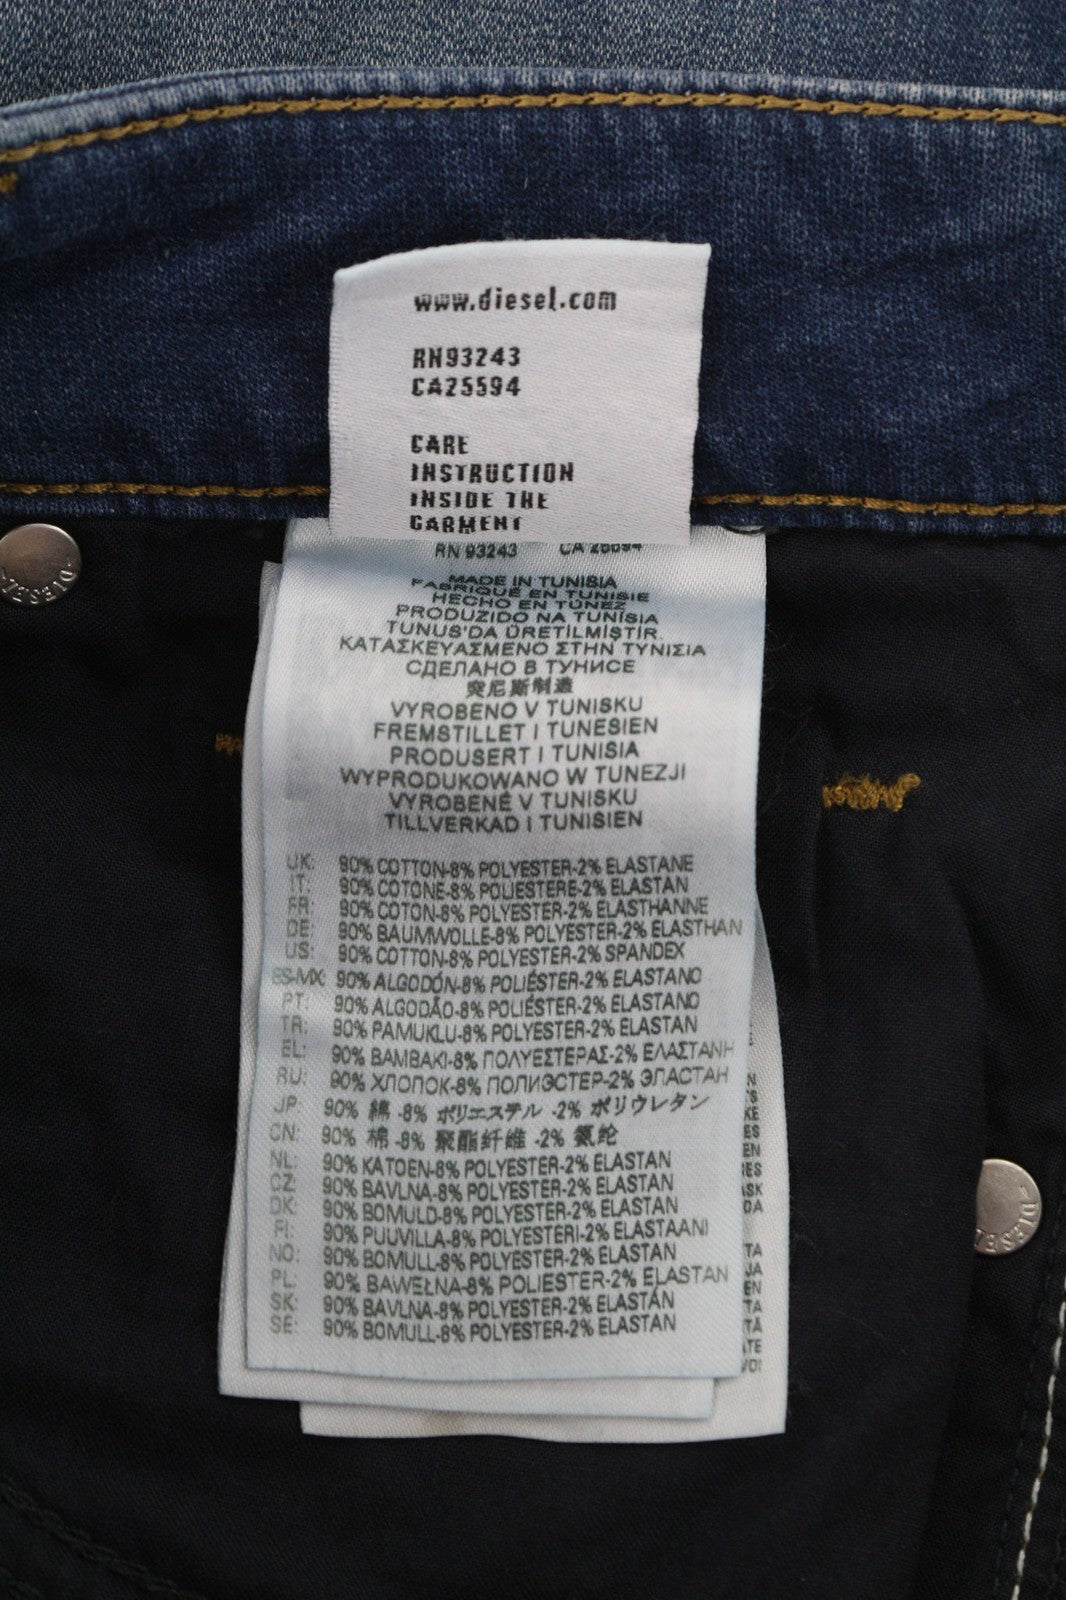 www.diesel.com
RN93243
CA25594
CARE
INSTRUCTION
INSIDE THE
GARMENT
RN 93243 CA 25594
MADE IN TUNISIA
FABRIQUÉ EN TUNISIE
HECHO EN TÚNEZ
PRODUZIDO NA TUNÍSIA
TUNUS'DA ÜRETİLMİŞTİR.
ΚΑΤΑΣΚΕΥΑΣΜΕΝΟ ΣΤΗΝ ΤΥΝΙΣΙΑ
СДЕЛАНО В ТУНИСЕ
突尼斯制造
VYROBENO V TUNISKU
FREMSTILLET I TUNESIEN
PRODUSERT I TUNISIA
WYPRODUKOWANO W TUNEZJI
VYROBENÉ V TUNISKU
TILLVERKAD I TUNISIEN
UK: 90% COTTON-8% POLYESTER-2% ELASTANE
IT: 90% COTONE-8% POLIESTERE-2% ELASTAN
FR: 90% COTON-8% POLYESTER-2% ELASTHANNE
DE: 90% BAUMWOLLE-8% POLYESTER-2% ELASTHAN
US: 90% COTTON-8% POLYESTER-2% SPANDEX
ES-MX: 90% ALGODÓN-8% POLIÉSTER-2% ELASTANO
PT: 90% ALGODÃO-8% POLIÉSTER-2% ELASTANO
TR: 90% PAMUKLU-8% POLYESTER-2% ELASTAN
EL: 90% ΒΑΜΒΑΚΙ-8% ΠΟΛΥΕΣΤΕΡΑΣ-2% ΕΛΑΣΤΑΝΗ
RU: 90% ХЛОПОК-8% ПОЛИЭСТЕР-2% ЭЛАСТАН
JP: 90% 綿 -8% ポリエステル -2% ポリウレタン
CN: 90% 棉 -8% 聚酯纤维 -2% 氨纶
NL: 90% KATOEN-8% POLYESTER-2% ELASTAN
CZ: 90% BAVLNA-8% POLYESTER-2% ELASTAN
DK: 90% BOMULD-8% POLYESTER-2% ELASTAN
FI: 90% PUUVILLA-8% POLYESTERI-2% ELASTAANI
NO: 90% BOMULL-8% POLYESTER-2% ELASTAN
PL: 90% BAWEŁNA-8% POLIESTER-2% ELASTAN
SK: 90% BAVLNA-8% POLYESTER-2% ELASTÁN
SE: 90% BOMULL-8% POLYESTER-2% ELASTAN
DIESEL
DIESEL